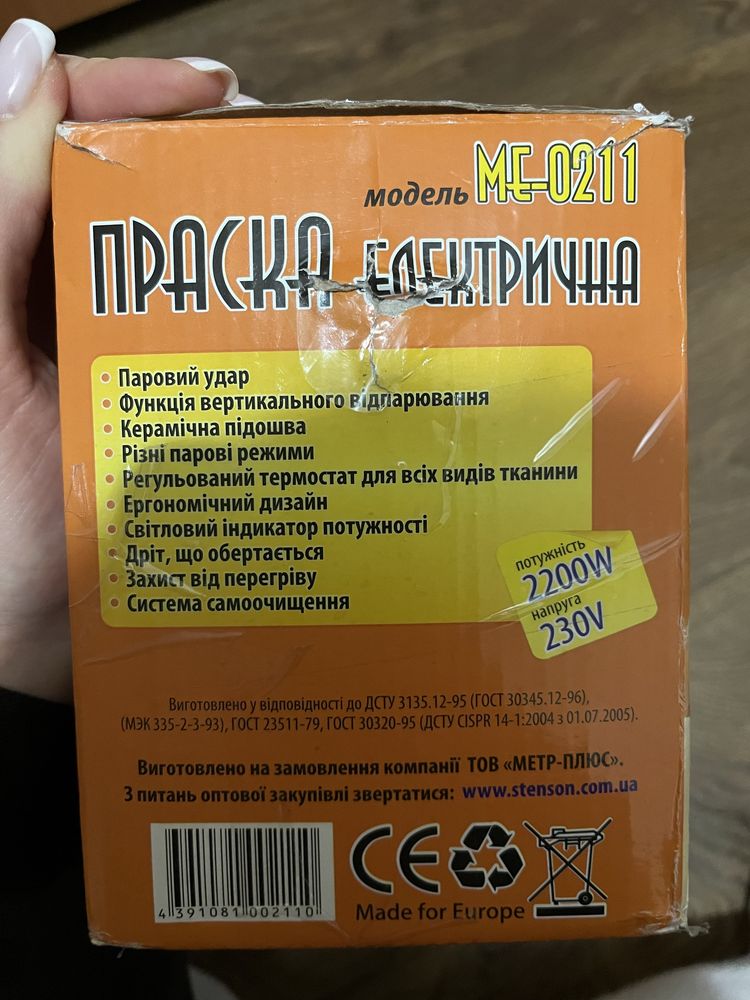 модель ME-0211
ПРАСКА ЕЛЕКТРИЧНА
• Паровий удар
• Функція вертикального відпарювання
• Керамічна підошва
• Різні парові режими
• Регульований термостат для всіх видів тканини
• Ергономічний дизайн
• Світловий індикатор потужності
• Дріт, що обертається
• Захист від перегріву
• Система самоочищення
потужність
2200W
напруга
230V
Виготовлено у відповідності до ДСТУ 3135.12-95 (ГОСТ 30345.12-96),
(МЭК 335-2-3-93), ГОСТ 23511-79, ГОСТ 30320-95 (ДСТУ CISPR 14-1:2004 з 01.07.2005).
Виготовлено на замовлення компанії ТОВ «МЕТР-ПЛЮС».
З питань оптової закупівлі звертатися: www.stenson.com.ua
CE
4 391081 002110
Made for Europe